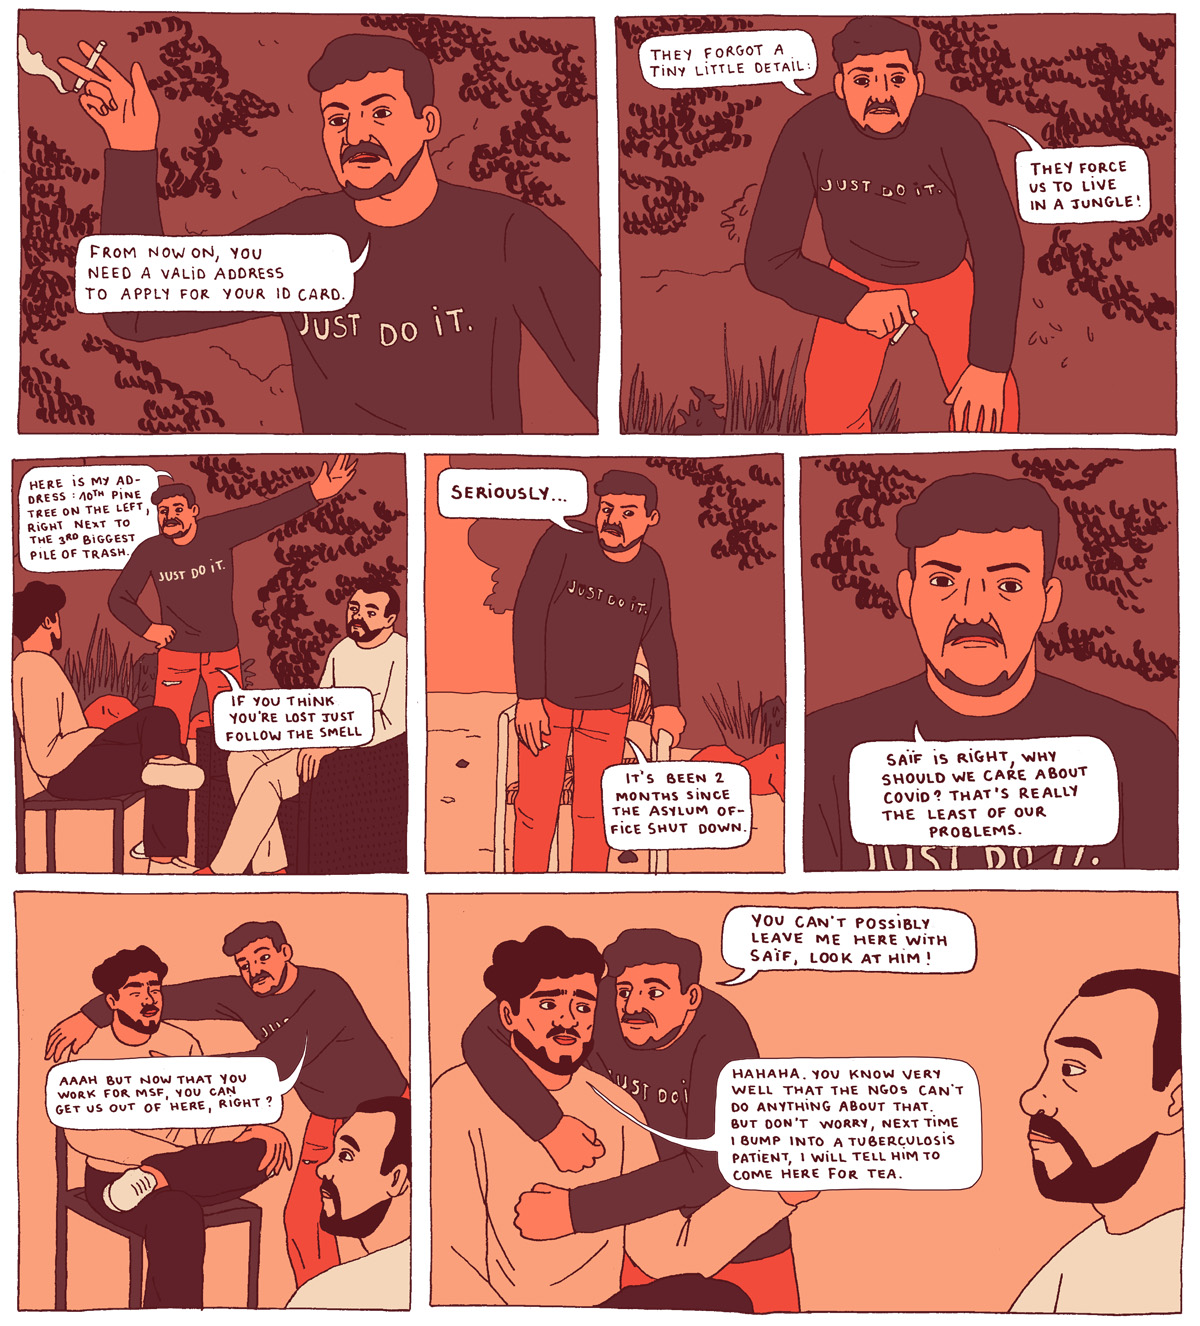 FROM NOW ON, YOU
NEED A VALID ADDRESS
TO APPLY FOR YOUR ID CARD.
JUST DO IT.
THEY FORGOT A
TINY LITTLE DETAIL:
THEY FORCE
US TO LIVE
IN A JUNGLE!
JUST DO IT.
HERE IS MY AD-
DRESS : 10TH PINE
TREE ON THE LEFT,
RIGHT NEXT TO
THE 3RD BIGGEST
PILE OF TRASH.
JUST DO IT.
IF YOU THINK
YOU'RE LOST JUST
FOLLOW THE SMELL
SERIOUSLY...
JUST DO IT.
IT'S BEEN 2
MONTHS SINCE
THE ASYLUM OF-
FICE SHUT DOWN.
SAÏF IS RIGHT, WHY
SHOULD WE CARE ABOUT
COVID? THAT'S REALLY
THE LEAST OF OUR
PROBLEMS.
JUST DO IT.
JUS
AAAH BUT NOW THAT YOU
WORK FOR MSF, YOU CAN
GET US OUT OF HERE, RIGHT?
YOU CAN'T POSSIBLY
LEAVE ME HERE WITH
SAÏF, LOOK AT HIM!
JUST DO I
HAHAHA. YOU KNOW VERY
WELL THAT THE NGOS CAN'T
DO ANYTHING ABOUT THAT.
BUT DON'T WORRY, NEXT TIME
I BUMP INTO A TUBERCULOSIS
PATIENT, I WILL TELL HIM TO
COME HERE FOR TEA.